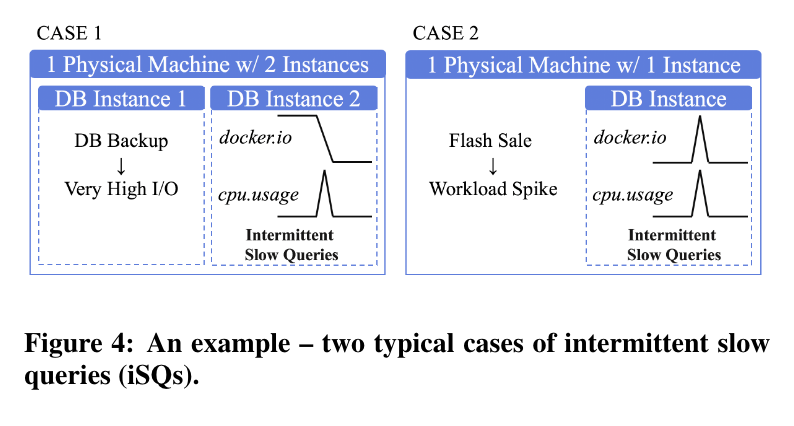 CASE 1
1 Physical Machine w/ 2 Instances
DB Instance 1
DB Backup
↓
Very High I/O
DB Instance 2
docker.io
cpu.usage
Intermittent
Slow Queries
CASE 2
1 Physical Machine w/ 1 Instance
Flash Sale
↓
Workload Spike
DB Instance
docker.io
cpu.usage
Intermittent
Slow Queries
Figure 4: An example – two typical cases of intermittent slow
queries (iSQs).